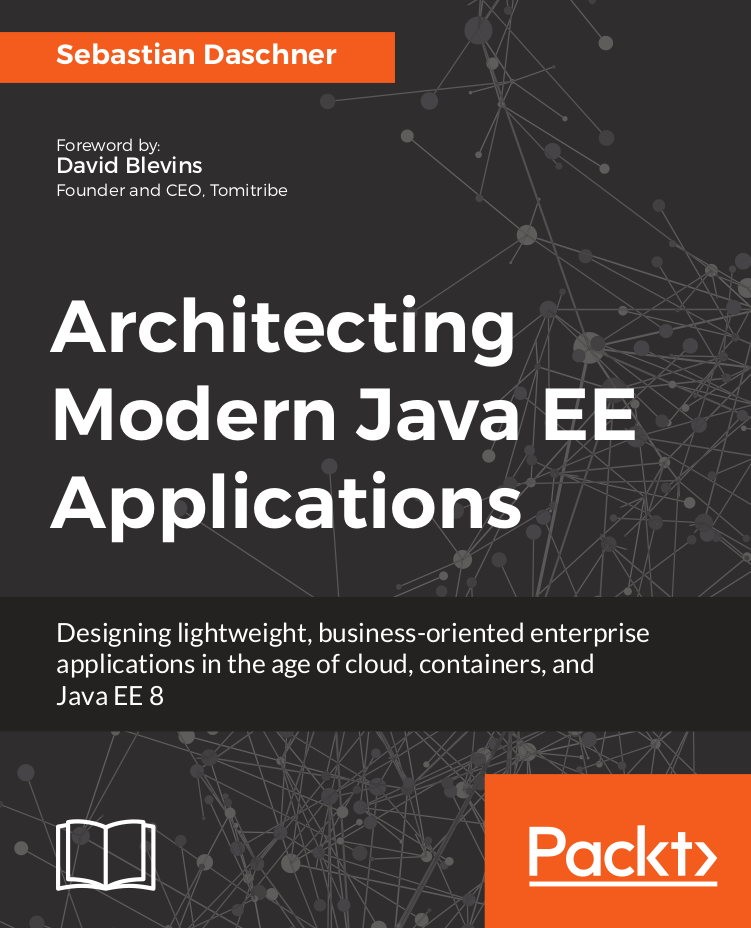 Sebastian Daschner
Foreword by:
David Blevins
Founder and CEO, Tomitribe
Architecting
Modern Java EE
Applications
Designing lightweight, business-oriented enterprise
applications in the age of cloud, containers, and
Java EE 8
Packt